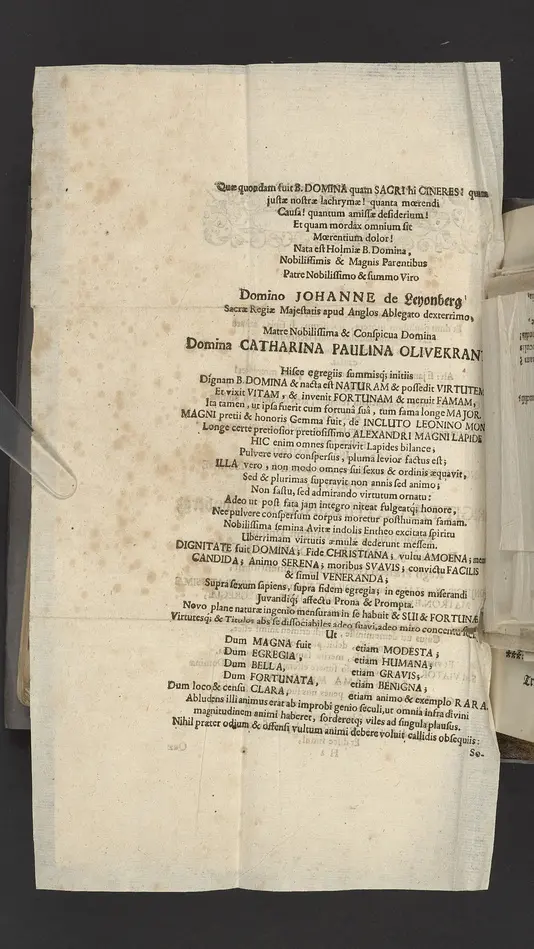 Quæ quondam fuit B. DOMINA quam SACRI hi CINERES! quam
justæ nostræ lachrymæ! quanta mœrendi
Causa! quantum amissæ desiderium!
Et quam mordax omnium sit
Mœrentium dolor!
Nata est Holmiæ B. Domina,
Nobilissimis & Magnis Parentibus
Patre Nobilissimo & summo Viro
Domino JOHANNE de Leyonberg
Sacræ Regiæ Majestatis apud Anglos Ablegato dexterrimo,
Matre Nobilissima & Conspicua Domina
Domina CATHARINA PAULINA OLIVEKRAN
Hisce egregiis summisq; initiis
Dignam B. DOMINA & nacta est NATURAM & possedit VIRTUTEM
Et vixit VITAM, & invenit FORTUNAM & meruit FAMAM,
Ita tamen, ut ipsa fuerit cum fortuna suâ, tum fama longe MAJOR.
MAGNI pretii & honoris Gemma fuit, de INCLUTO LEONINO MON
Longe certe pretiosior pretiosissimo ALEXANDRI MAGNI LAPIDE
HIC enim omnes superavit Lapides bilance;
Pulvere vero conspersus, pluma levior factus est;
ILLA vero, non modo omnes sui sexus & ordinis æquavit,
Sed & plurimas superavit non annis sed animo;
Non fastu, sed admirando virtutum ornatu:
Adeo ut post fata jam integro niteat fulgeatq; honore,
Nec pulvere conspersum corpus moretur posthumam famam.
Nobilissima semina Avitæ indolis Entheo excitata spiritu
Uberrimam virtutis æmulæ dederunt messem.
DIGNITATE fuit DOMINA; Fide CHRISTIANA; vultu AMOENA;
CANDIDA; Animo SERENA; moribus SVAVIS; convictu FACILIS
& simul VENERANDA;
Supra sexum sapiens, supra fidem egregia; in egenos miserandi
Juvandiq; affectu Prona & Prompta.
Novo plane naturæ ingenio mensuram in se habuit & SUI & FORTUNÆ
Virtutesq; & Titulos abs se dissociabiles adeo suavi, adeo miro concentu
Ut
Dum MAGNA fuit etiam MODESTA;
Dum EGREGIA, etiam HUMANA;
Dum BELLA, etiam GRAVIS;
Dum FORTUNATA, etiam BENIGNA;
Dum loco & censu CLARA, etiam animo & exemplo RARA.
Abludens illi animus erat ab improbi genio seculi, ut omnia infra divini
magnitudinem animi haberet, sorderetq; viles ad singula plausus.
Nihil præter odium & offensi vultum animi debere voluit callidis obsequiis:
Se-